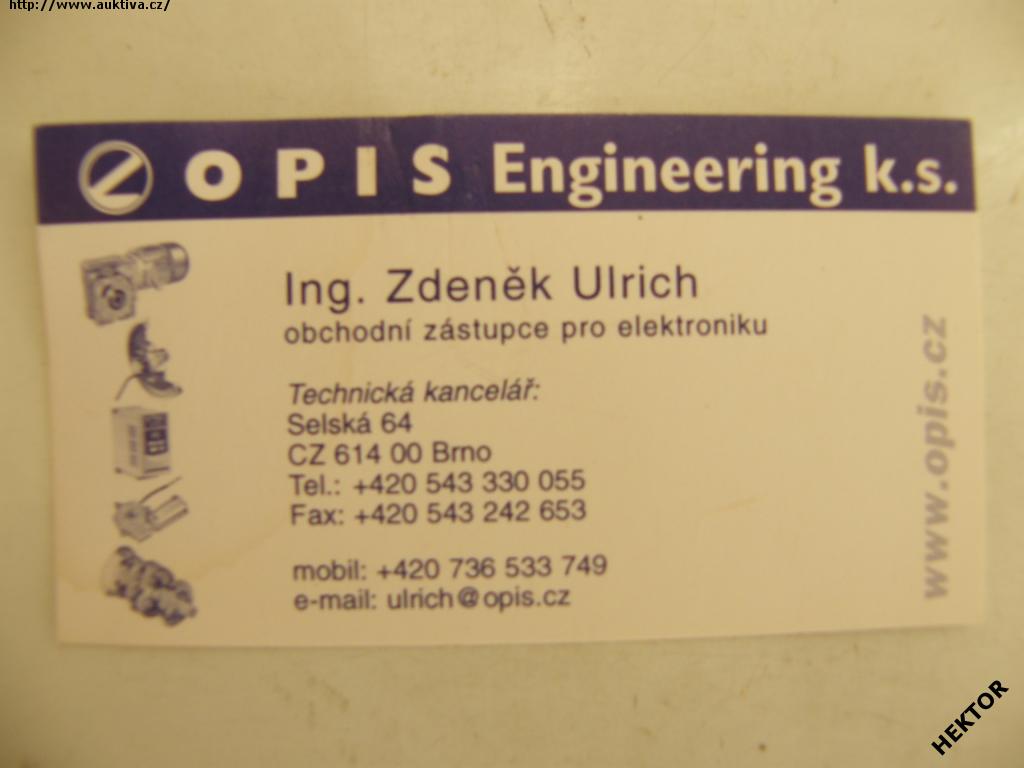 http://www.auktiva.cz/
OPIS Engineering k.s.
Ing. Zdeněk Ulrich
obchodní zástupce pro elektroniku
Technická kancelář:
Selská 64
CZ 614 00 Brno
Tel.: +420 543 330 055
Fax: +420 543 242 653
mobil: +420 736 533 749
e-mail: ulrich@opis.cz
www.opis.cz
HEKTOR